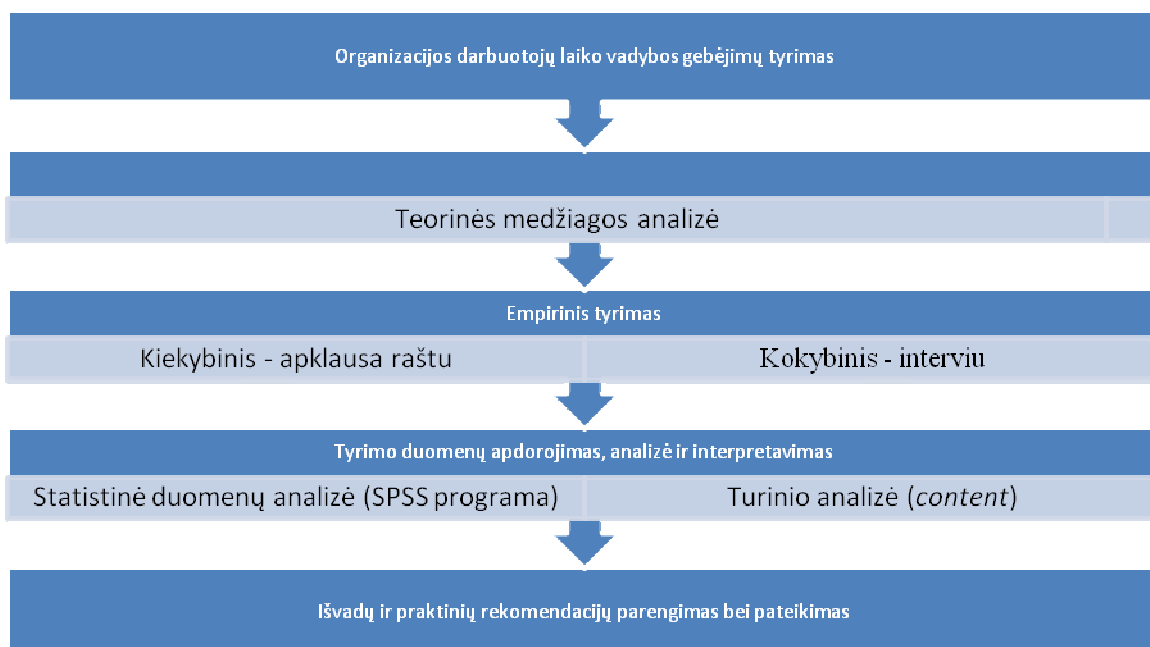 Organizacijos darbuotojų laiko vadybos gebėjimų tyrimas
Teorinės medžiagos analizė
Empirinis tyrimas
Kiekybinis - apklausa raštu
Kokybinis - interviu
Tyrimo duomenų apdorojimas, analizė ir interpretavimas
Statistinė duomenų analizė (SPSS programa)
Turinio analizė (content)
Išvadų ir praktinių rekomendacijų parengimas bei pateikimas